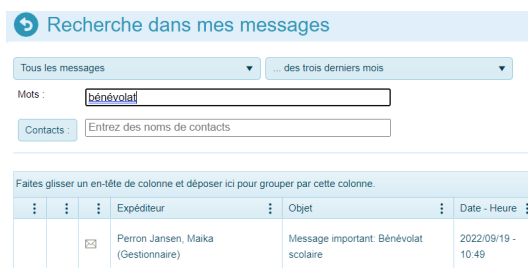 Recherche dans mes messages
Tous les messages ... des trois derniers mois
Mots : bénévolat
Contacts : Entrez des noms de contacts
Faites glisser un en-tête de colonne et déposer ici pour grouper par cette colonne.
Expéditeur Objet Date - Heure
Perron Jansen, Maika Message important: Bénévolat 2022/09/19 -
(Gestionnaire) scolaire 10:49